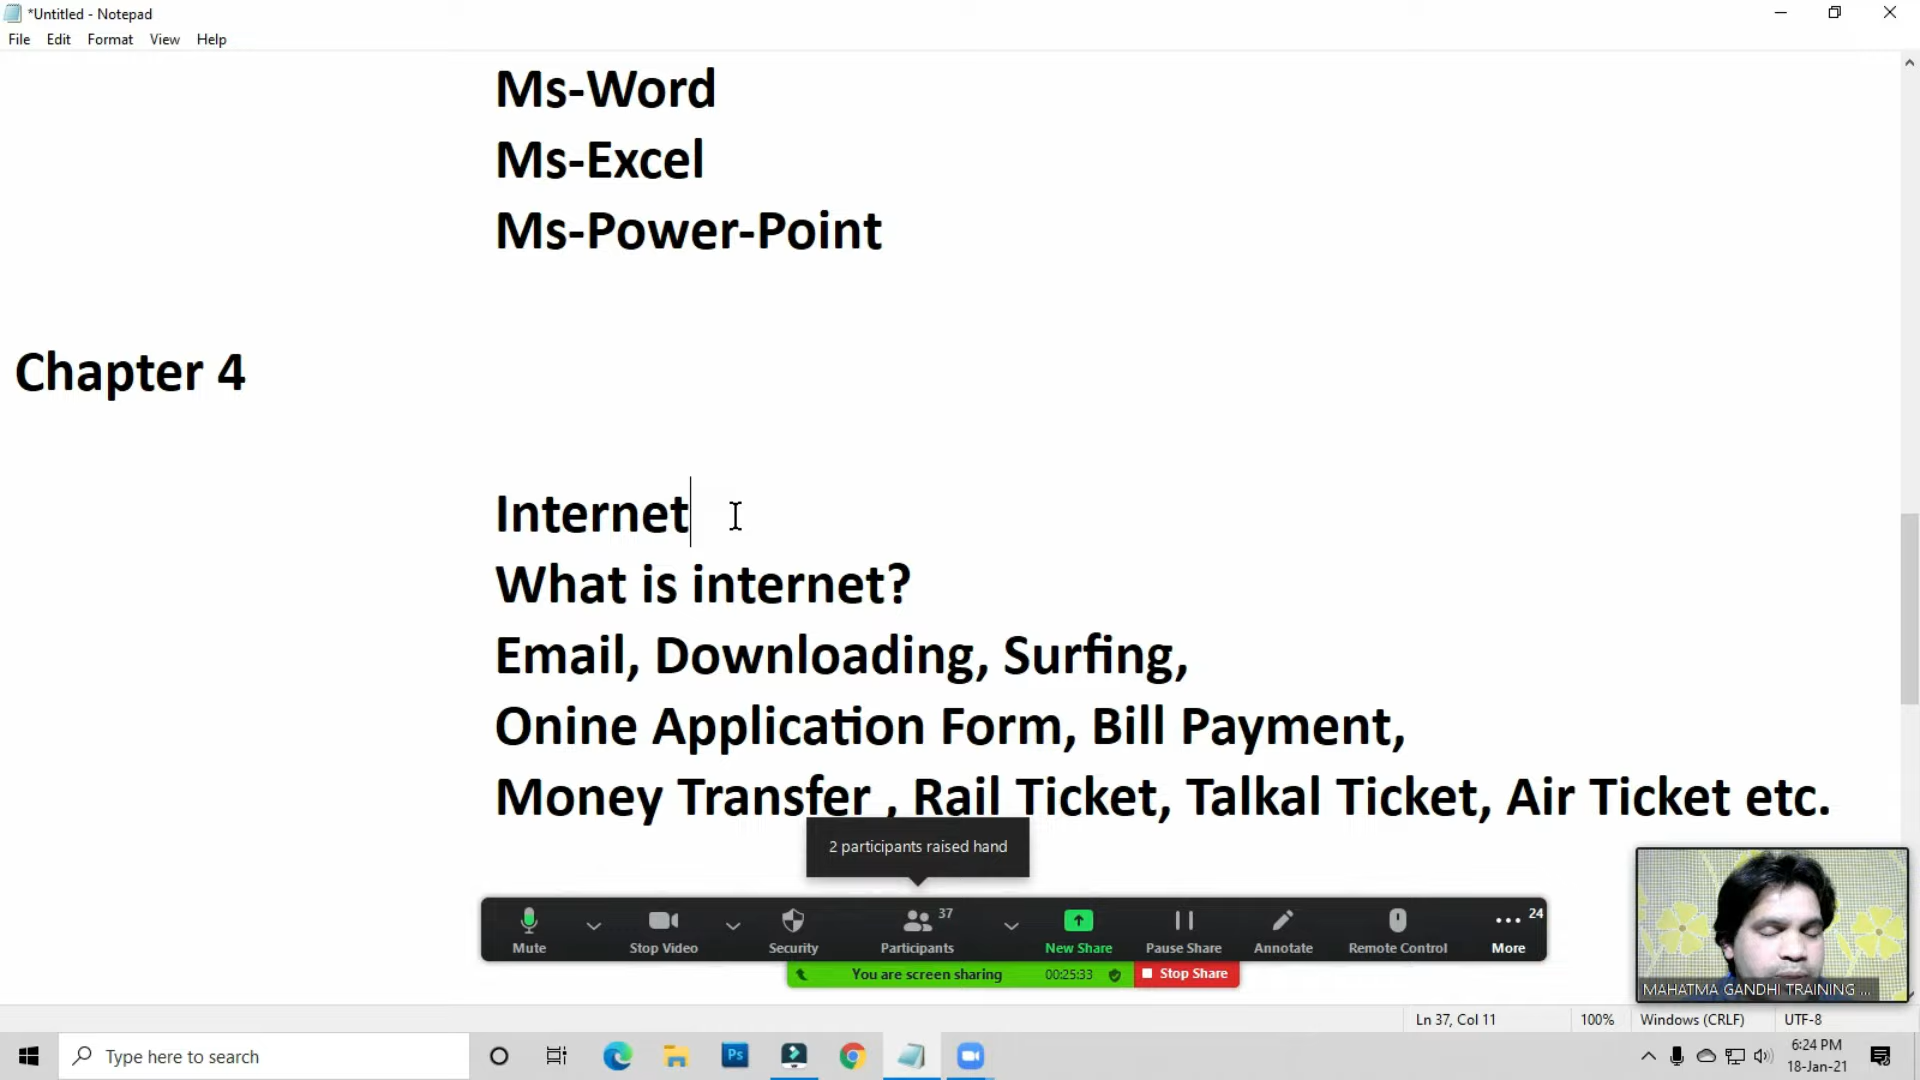 *Untitled - Notepad
File Edit Format View Help
Ms-Word
Ms-Excel
Ms-Power-Point
Chapter 4
Internet
What is internet?
Email, Downloading, Surfing,
Onine Application Form, Bill Payment,
Money Transfer , Rail Ticket, Talkal Ticket, Air Ticket etc.
2 participants raised hand
37
24
Mute Stop Video Security Participants New Share Pause Share Annotate Remote Control More
You are screen sharing 00:25:33 Stop Share
MAHATMA GANDHI TRAINING ...
Ln 37, Col 11 100% Windows (CRLF) UTF-8
Type here to search
Ps
6:24 PM
18-Jan-21